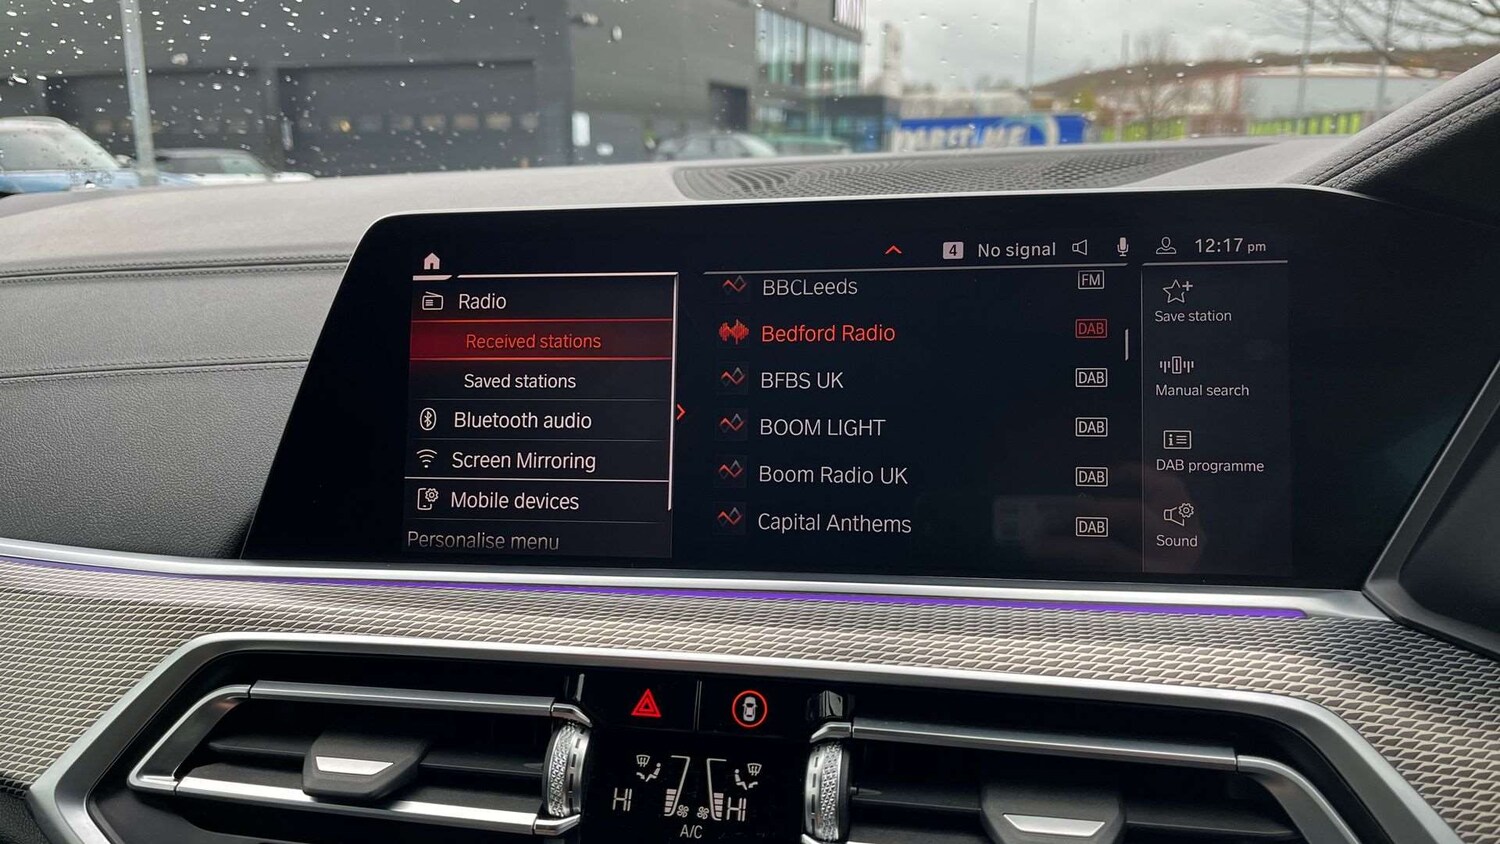 4 No signal 12:17 pm
Radio
Received stations
Saved stations
Bluetooth audio
Screen Mirroring
Mobile devices
Personalise menu
BBCLeeds FM
Bedford Radio DAB
BFBS UK DAB
BOOM LIGHT DAB
Boom Radio UK DAB
Capital Anthems DAB
Save station
Manual search
DAB programme
Sound
HI HI
A/C